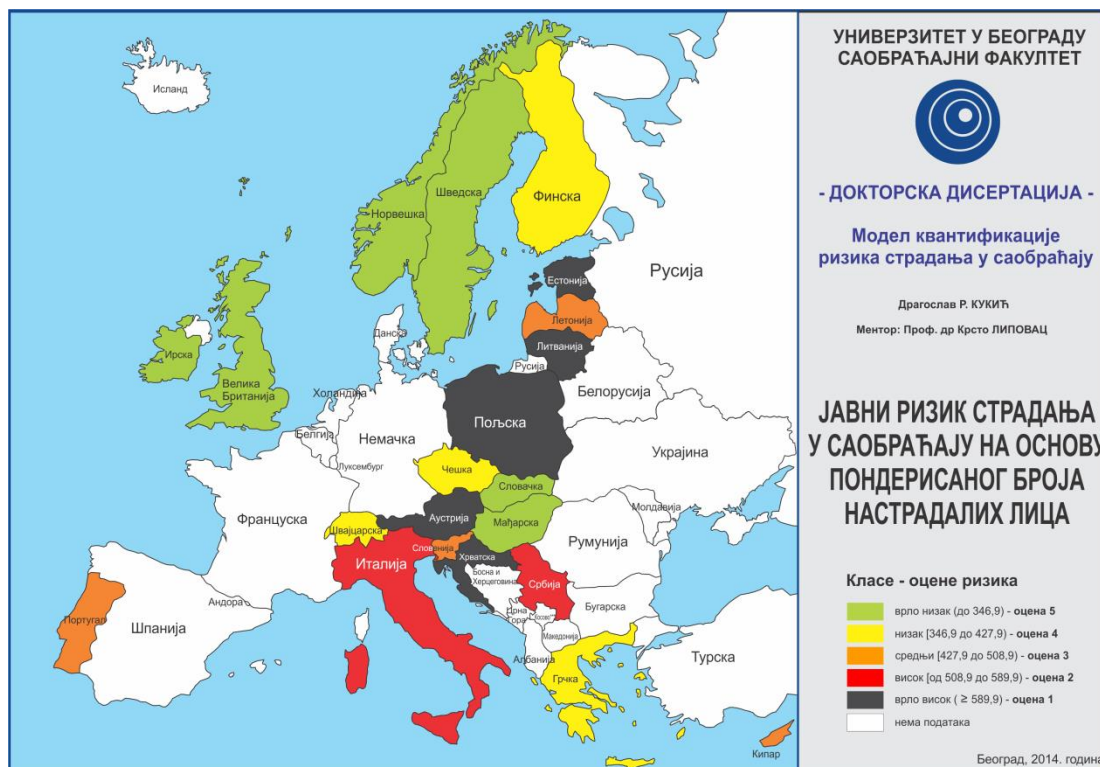 Исланд
Норвешка
Шведска
Финска
Русија
Естонија
Летонија
Литванија
Русија
Данска
Ирска
Велика
Британија
Холандија
Белгија
Луксембург
Немачка
Пољска
Белорусија
Украјина
Чешка
Словачка
Молдавија
Француска
Швајцарска
Аустрија
Мађарска
Румунија
Словенија
Хрватска
Италија
Босна и
Херцеговина
Србија
Црна
Гора
Косово**
Бугарска
Македонија
Албанија
Андора
Португал
Шпанија
Грчка
Турска
Кипар
УНИВЕРЗИТЕТ У БЕОГРАДУ
САОБРАЋАЈНИ ФАКУЛТЕТ
- ДОКТОРСКА ДИСЕРТАЦИЈА -
Модел квантификације
ризика страдања у саобраћају
Драгослав Р. КУКИЋ
Ментор: Проф. др Крсто ЛИПОВАЦ
ЈАВНИ РИЗИК СТРАДАЊА
У САОБРАЋАЈУ НА ОСНОВУ
ПОНДЕРИСАНОГ БРОЈА
НАСТРАДАЛИХ ЛИЦА
Класе - оцене ризика
врло низак (до 346,9) - оцена 5
низак [346,9 до 427,9) - оцена 4
средњи [427,9 до 508,9) - оцена 3
висок [од 508,9 до 589,9) - оцена 2
врло висок ( ≥ 589,9) - оцена 1
нема података
Београд, 2014. година